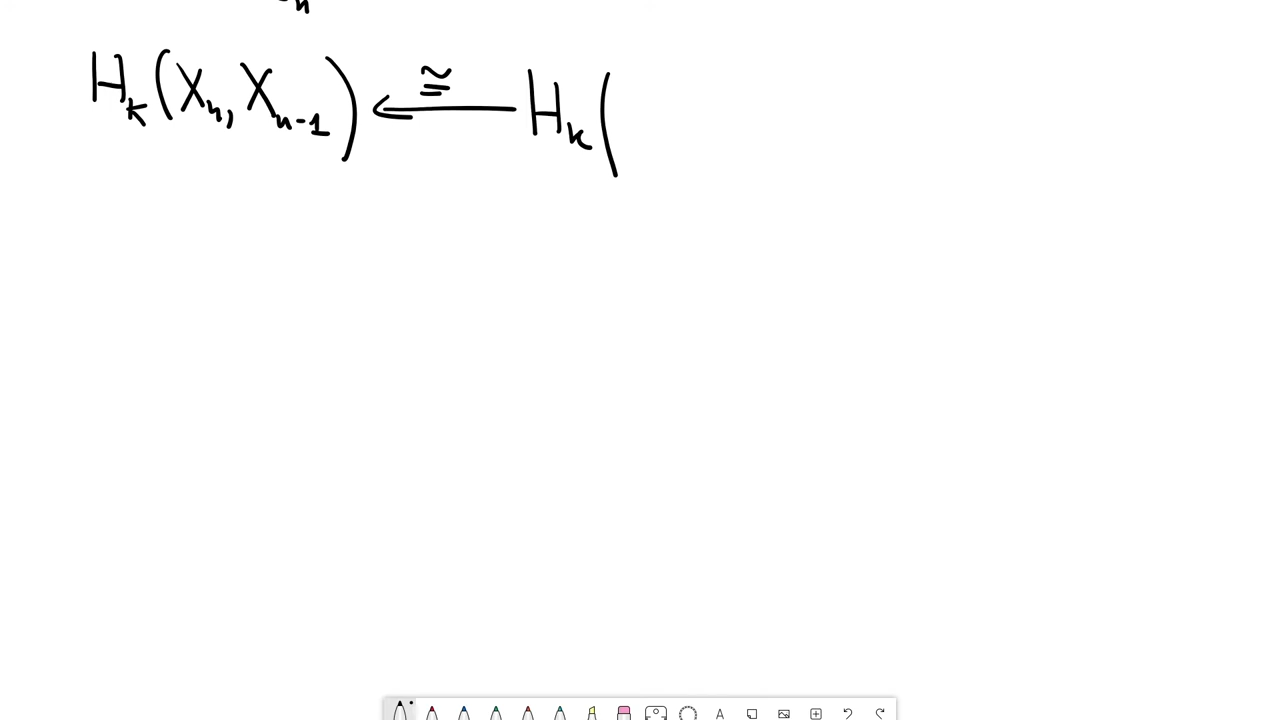 n
H_k(X_n, X_{n-1}) ≅← H_k(